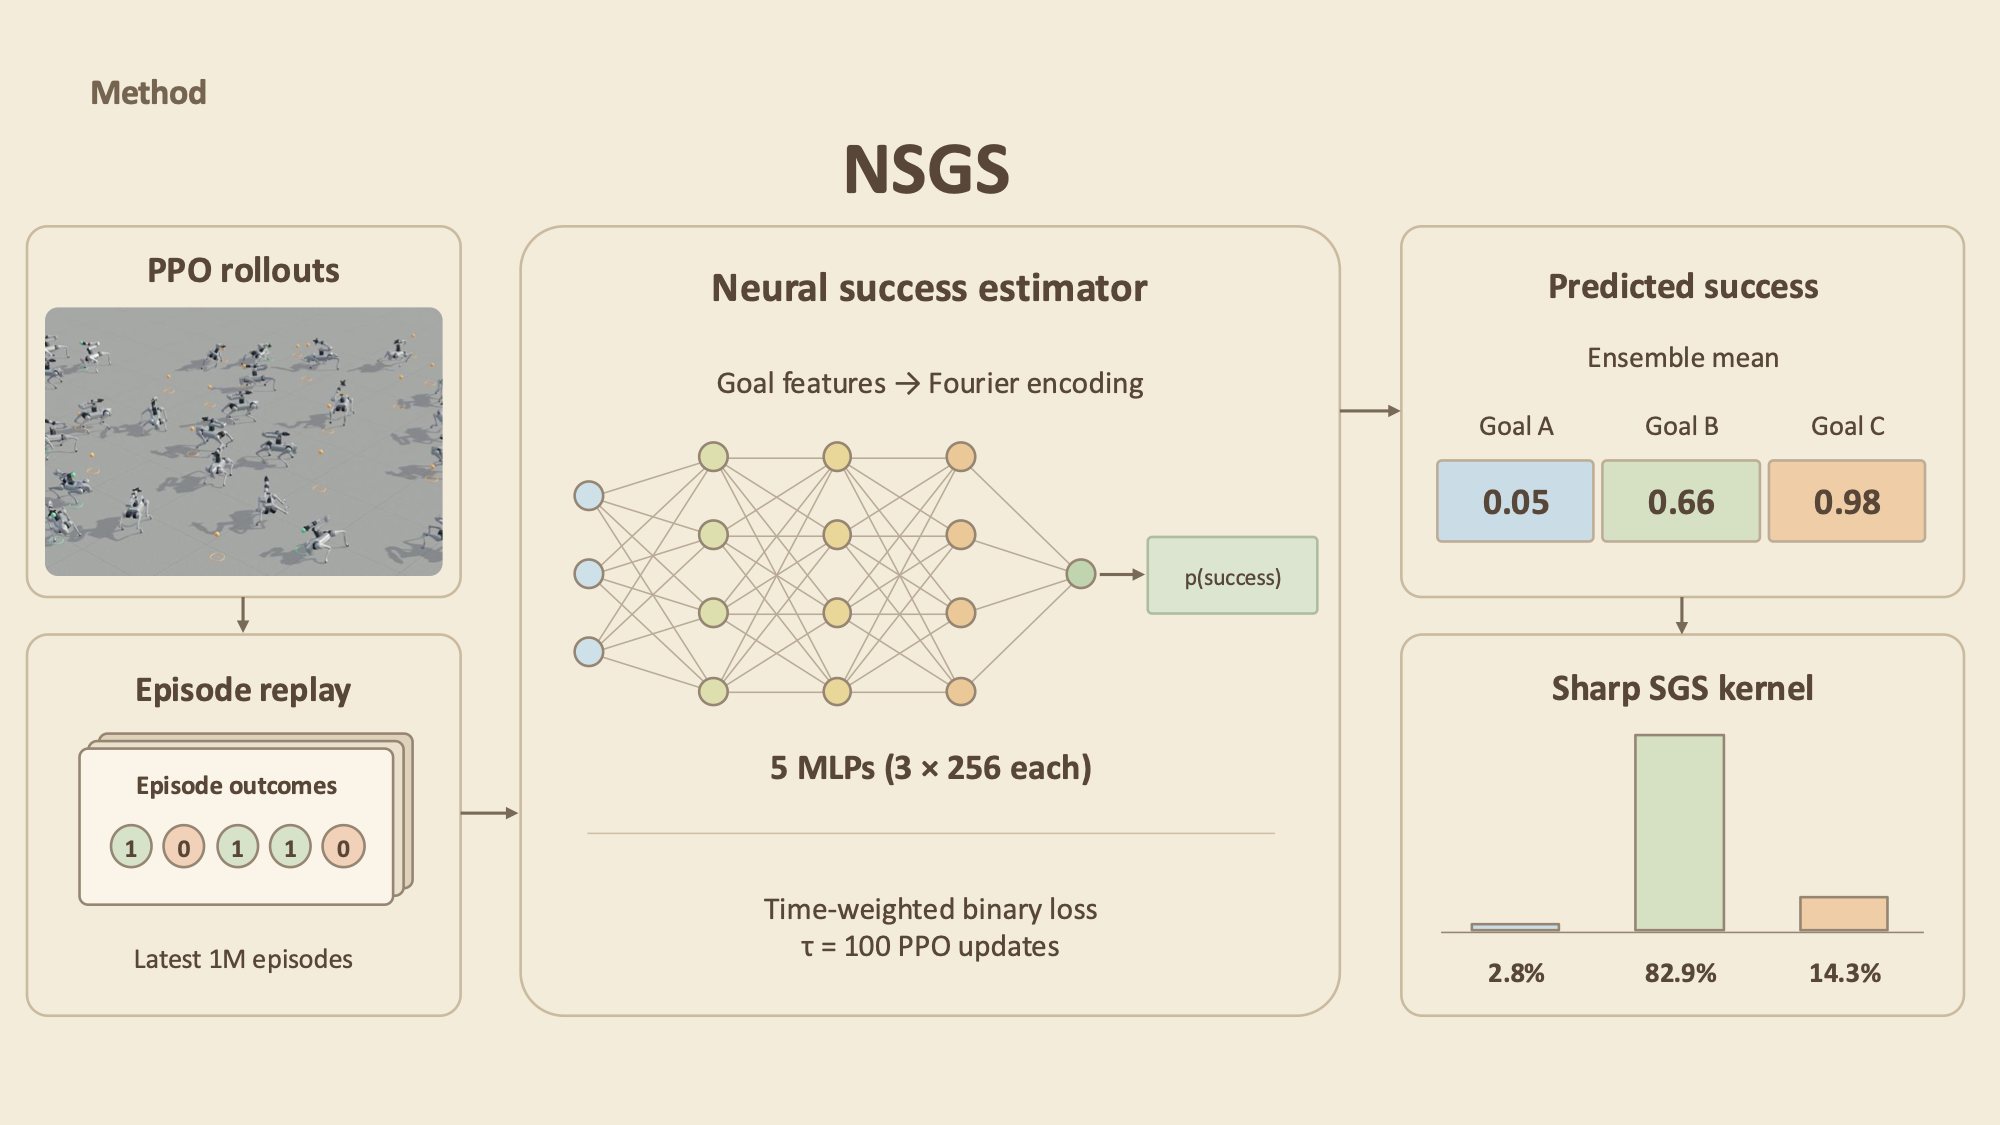 Method
NSGS
PPO rollouts
Episode replay
Episode outcomes
1 0 1 1 0
Latest 1M episodes
Neural success estimator
Goal features → Fourier encoding
p(success)
5 MLPs (3 × 256 each)
Time-weighted binary loss
τ = 100 PPO updates
Predicted success
Ensemble mean
Goal A Goal B Goal C
0.05 0.66 0.98
Sharp SGS kernel
2.8% 82.9% 14.3%